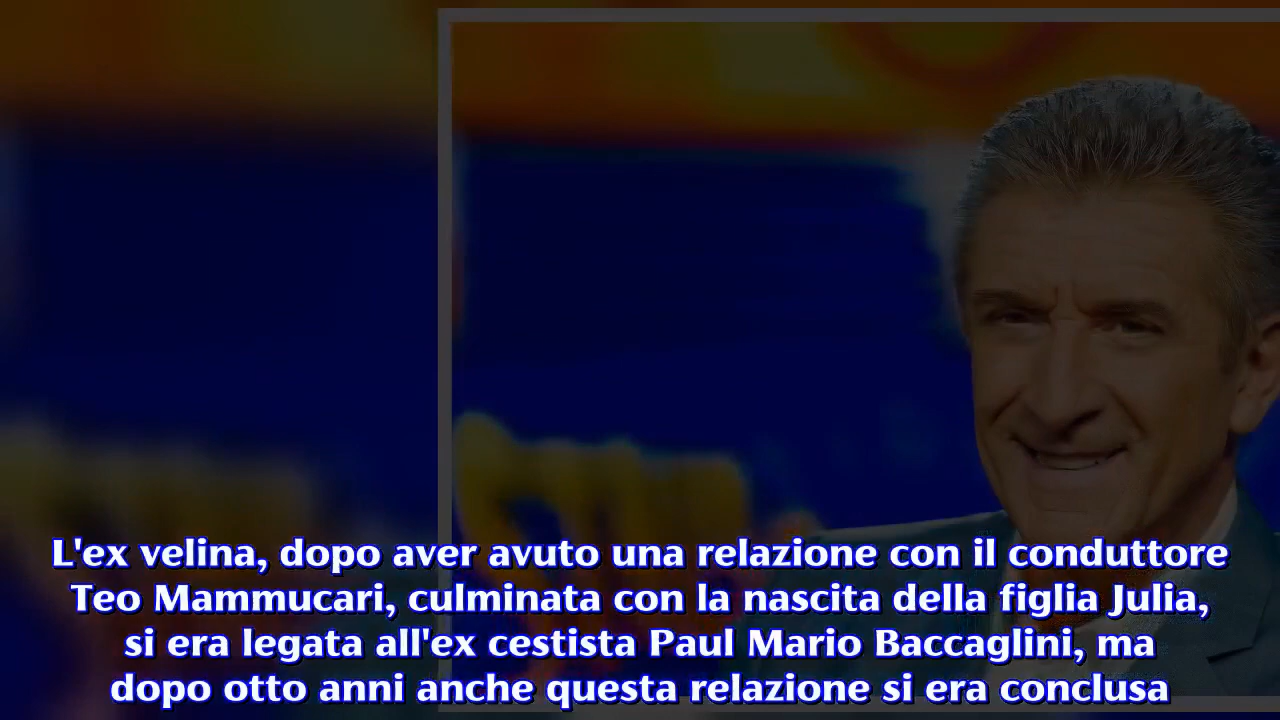 L'ex velina, dopo aver avuto una relazione con il conduttore
Teo Mammucari, culminata con la nascita della figlia Julia,
si era legata all'ex cestista Paul Mario Baccaglini, ma
dopo otto anni anche questa relazione si era conclusa